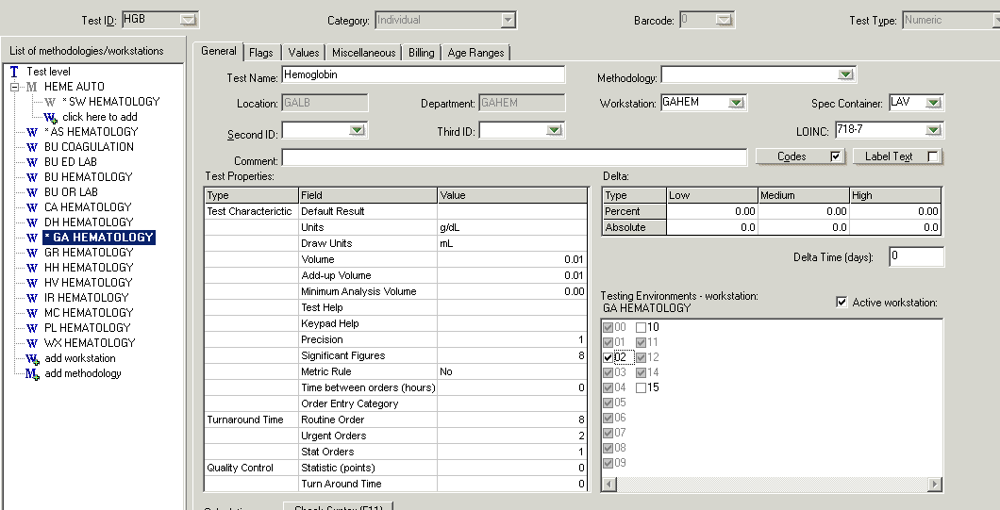 Test ID: HGB Category: Individual Barcode: 0 Test Type: Numeric
List of methodologies/workstations
T Test level
M HEME AUTO
W * SW HEMATOLOGY
W click here to add
W * AS HEMATOLOGY
W BU COAGULATION
W BU ED LAB
W BU HEMATOLOGY
W BU OR LAB
W CA HEMATOLOGY
W DH HEMATOLOGY
W * GA HEMATOLOGY
W GR HEMATOLOGY
W HH HEMATOLOGY
W HV HEMATOLOGY
W IR HEMATOLOGY
W MC HEMATOLOGY
W PL HEMATOLOGY
W WX HEMATOLOGY
W add workstation
M add methodology
General Flags Values Miscellaneous Billing Age Ranges
Test Name: Hemoglobin Methodology:
Location: GALB Department: GAHEM Workstation: GAHEM Spec Container: LAV
Second ID: Third ID: LOINC: 718-7
Comment: Codes Label Text
Test Properties:
Type Field Value
Test Characterictic Default Result
Units g/dL
Draw Units mL
Volume 0.01
Add-up Volume 0.01
Minimum Analysis Volume 0.00
Test Help
Keypad Help
Precision 1
Significant Figures 8
Metric Rule No
Time between orders (hours) 0
Order Entry Category
Turnaround Time Routine Order 8
Urgent Orders 2
Stat Orders 1
Quality Control Statistic (points) 0
Turn Around Time 0
Delta:
Type Low Medium High
Percent 0.00 0.00 0.00
Absolute 0.0 0.0 0.0
Delta Time (days): 0
Testing Environments - workstation:
GA HEMATOLOGY
Active workstation:
00 10
01 11
02 12
03 14
04 15
05
06
07
08
09
Check Syntax (F11)